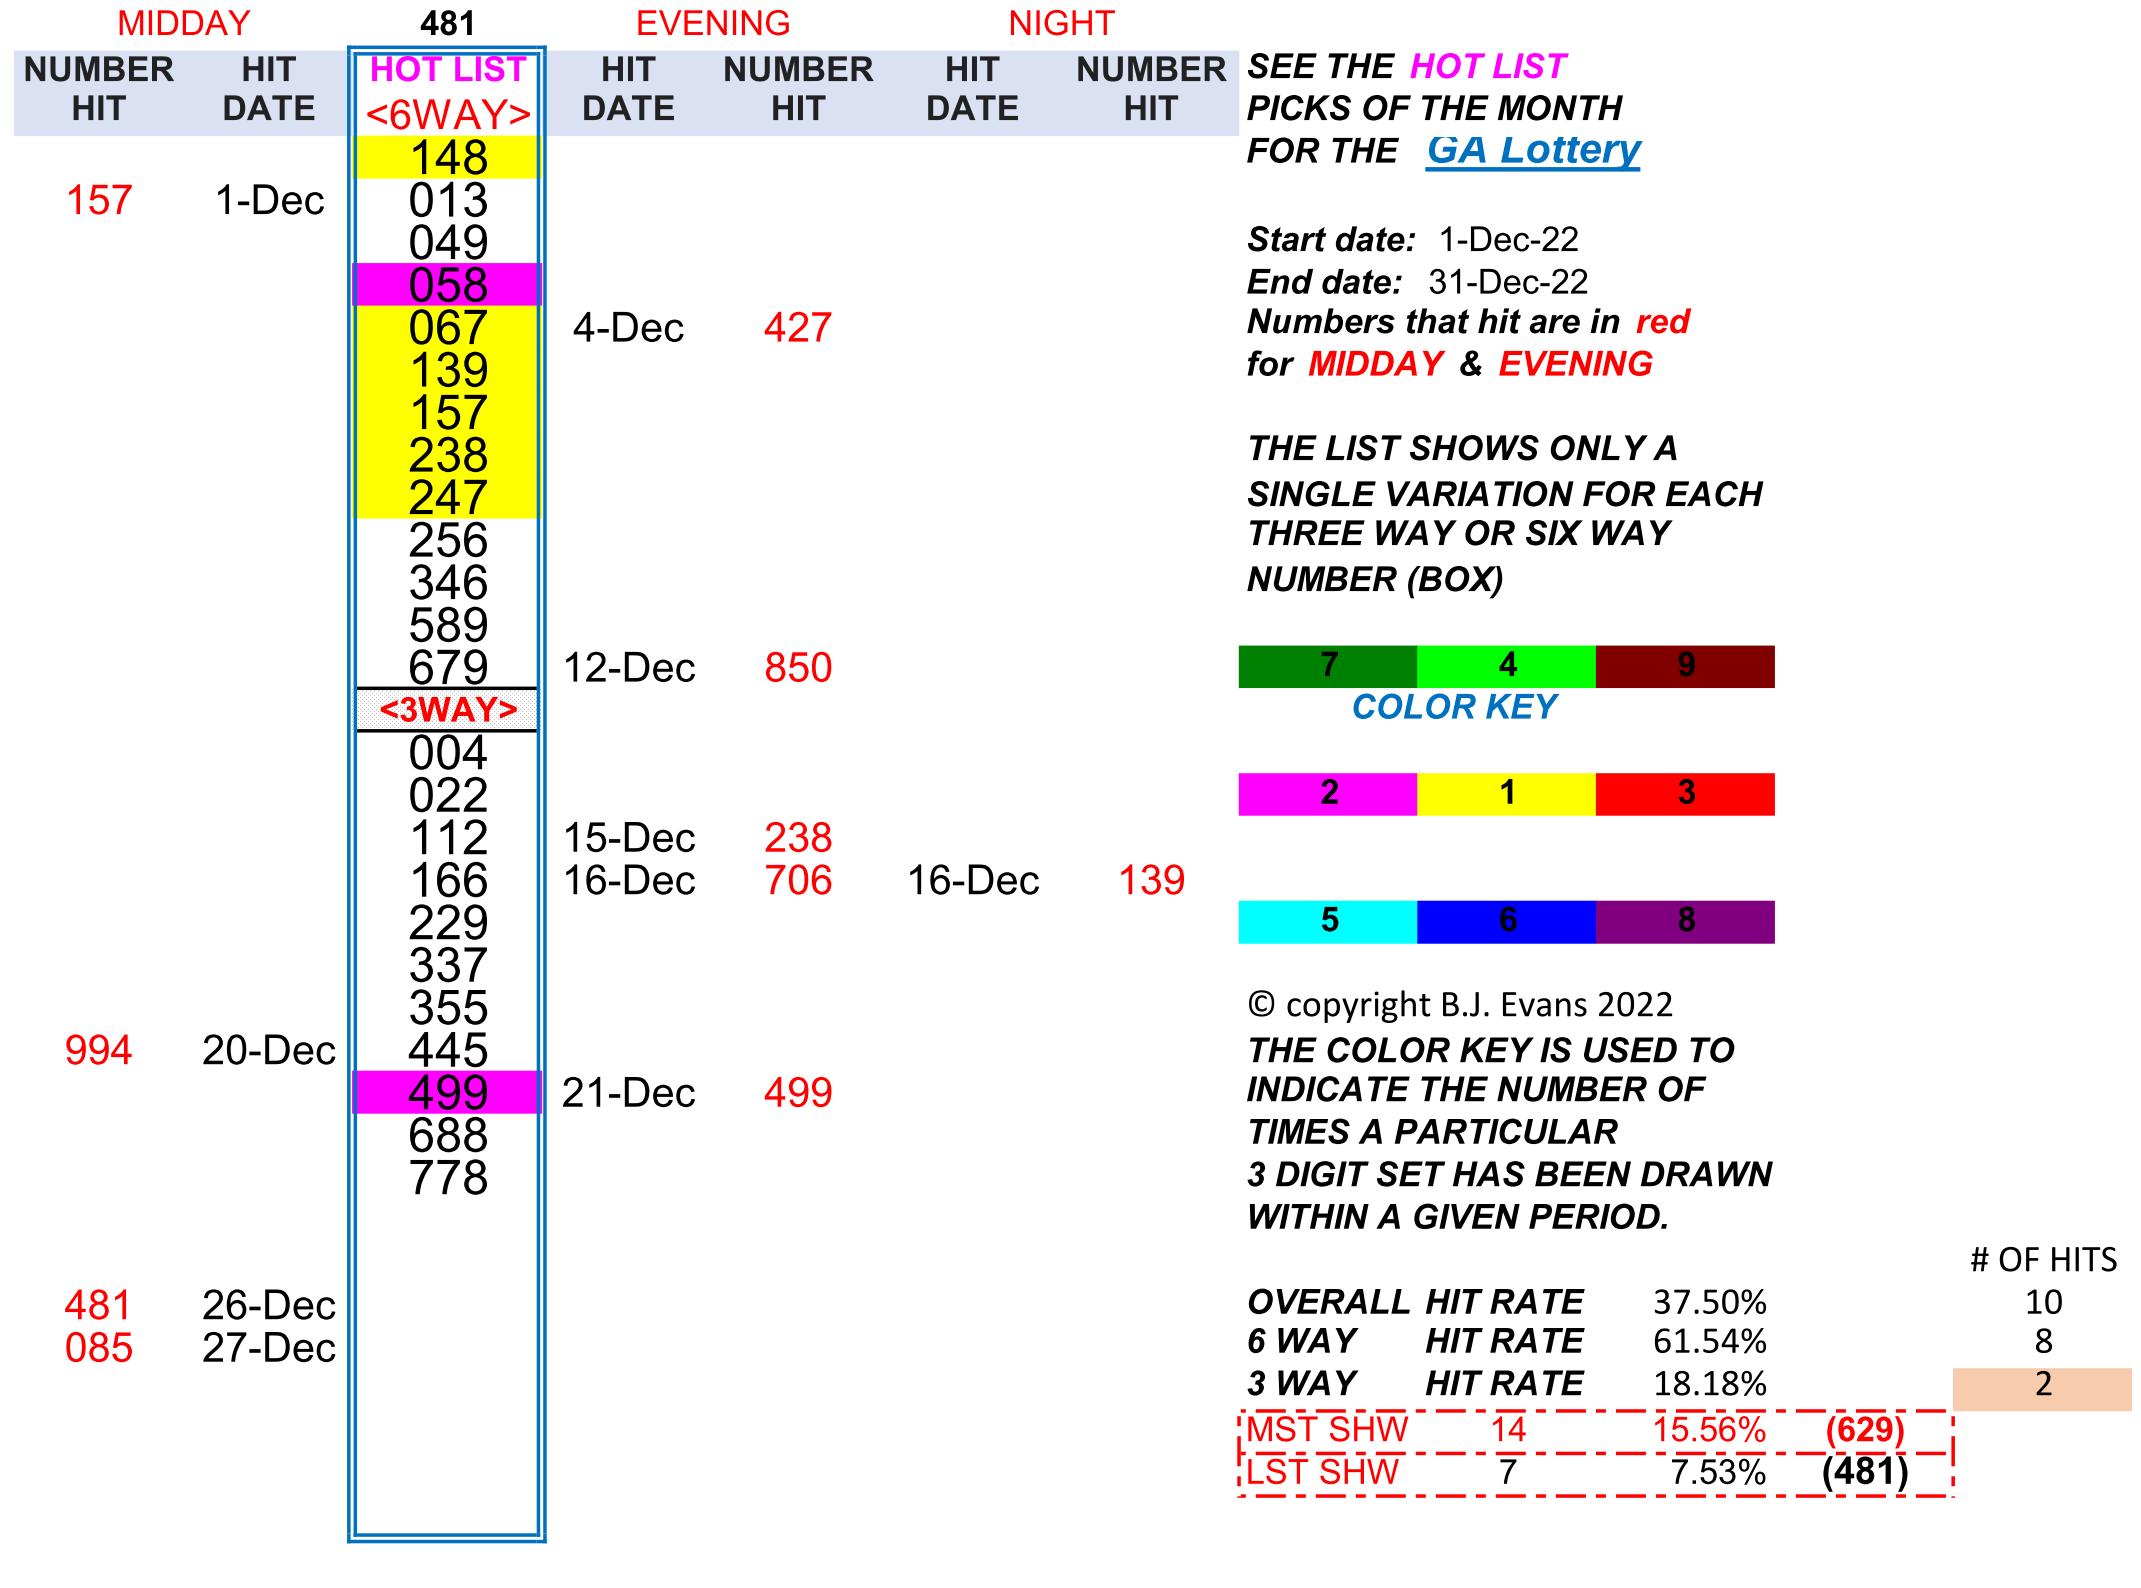 MIDDAY 481 EVENING NIGHT
NUMBER HIT HOT LIST HIT NUMBER HIT NUMBER SEE THE HOT LIST
HIT DATE <6WAY> DATE HIT DATE HIT PICKS OF THE MONTH
148 FOR THE GA Lottery
157 1-Dec 013
049 Start date: 1-Dec-22
058 End date: 31-Dec-22
067 4-Dec 427 Numbers that hit are in red
139 for MIDDAY & EVENING
157
238 THE LIST SHOWS ONLY A
247 SINGLE VARIATION FOR EACH
256 THREE WAY OR SIX WAY
346 NUMBER (BOX)
589
679 12-Dec 850 7 4 9
<3WAY> COLOR KEY
004
022 2 1 3
112 15-Dec 238
166 16-Dec 706 16-Dec 139
229 5 6 8
337
355 © copyright B.J. Evans 2022
994 20-Dec 445 THE COLOR KEY IS USED TO
499 21-Dec 499 INDICATE THE NUMBER OF
688 TIMES A PARTICULAR
778 3 DIGIT SET HAS BEEN DRAWN
WITHIN A GIVEN PERIOD.
# OF HITS
481 26-Dec OVERALL HIT RATE 37.50% 10
085 27-Dec 6 WAY HIT RATE 61.54% 8
3 WAY HIT RATE 18.18% 2
MST SHW 14 15.56% (629)
LST SHW 7 7.53% (481)